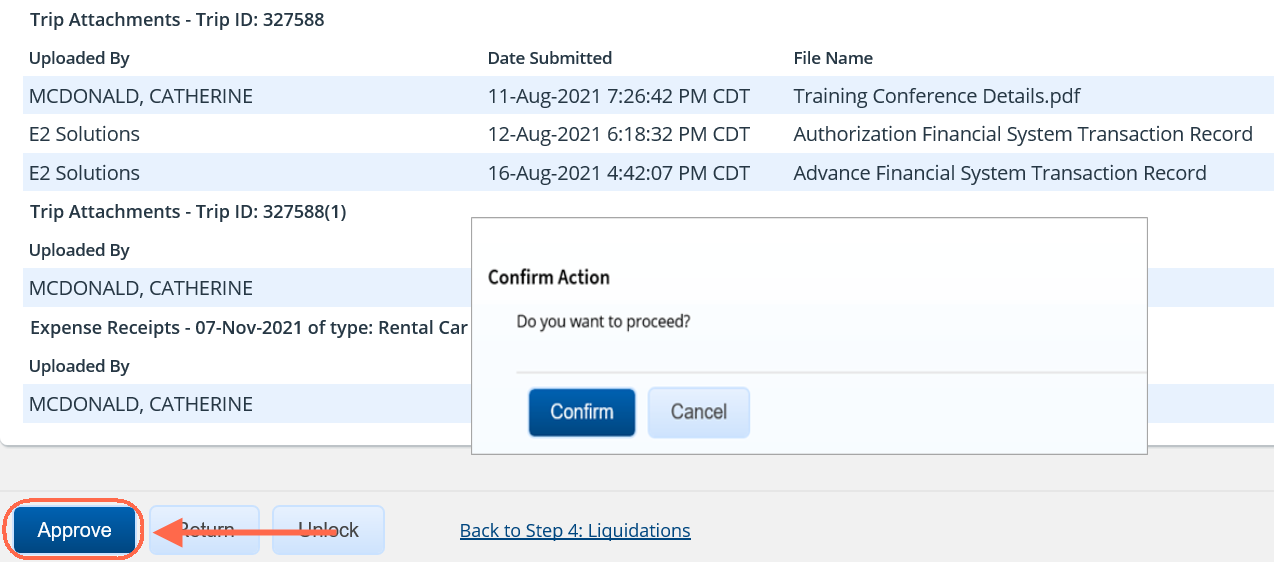 Trip Attachments - Trip ID: 327588
Uploaded By Date Submitted File Name
MCDONALD, CATHERINE 11-Aug-2021 7:26:42 PM CDT Training Conference Details.pdf
E2 Solutions 12-Aug-2021 6:18:32 PM CDT Authorization Financial System Transaction Record
E2 Solutions 16-Aug-2021 4:42:07 PM CDT Advance Financial System Transaction Record
Trip Attachments - Trip ID: 327588(1)
Uploaded By
MCDONALD, CATHERINE
Expense Receipts - 07-Nov-2021 of type: Rental Car
Uploaded By
MCDONALD, CATHERINE
Confirm Action
Do you want to proceed?
Confirm Cancel
Approve Return Unlock Back to Step 4: Liquidations